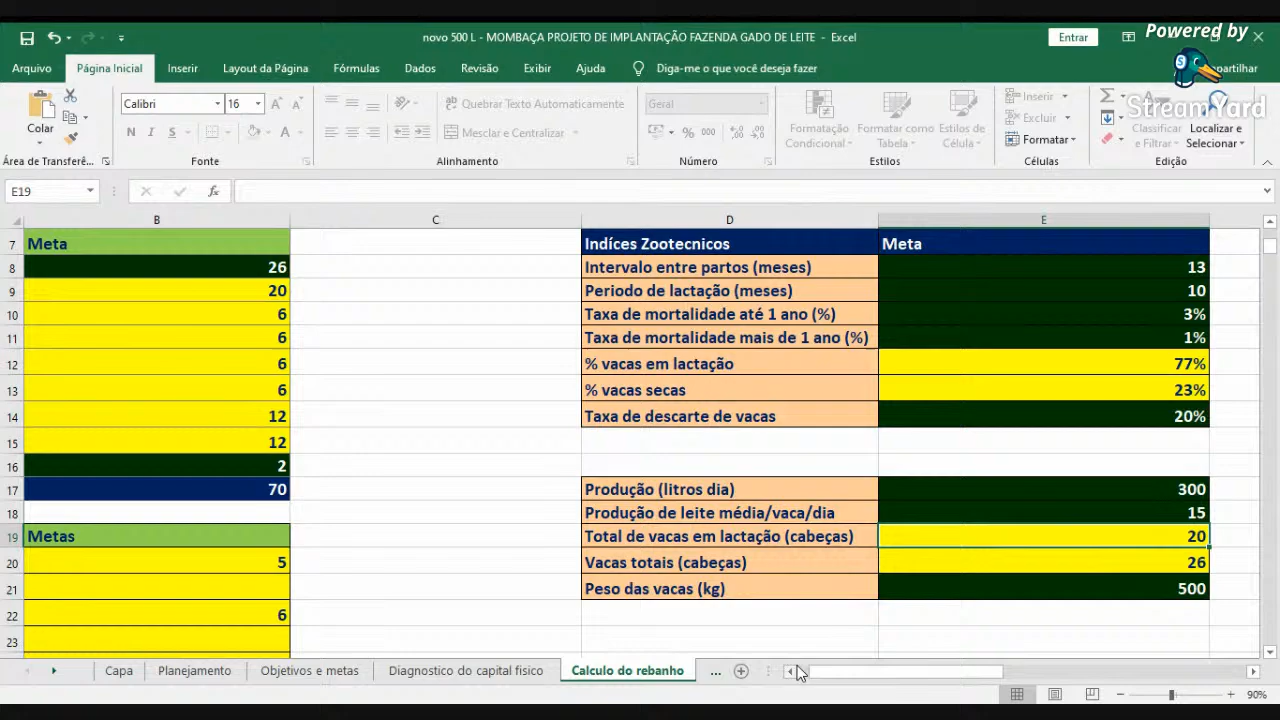 Powered by
StreamYard
novo 500 L - MOMBAÇA PROJETO DE IMPLANTAÇÃO FAZENDA GADO DE LEITE - Excel
Entrar
Arquivo Página Inicial Inserir Layout da Página Fórmulas Dados Revisão Exibir Ajuda Diga-me o que você deseja fazer
Calibri 16 Quebrar Texto Automaticamente Geral Inserir
Colar N I S Mesclar e Centralizar % 000 Formatação Condicional Formatar como Tabela Estilos de Célula Excluir Formatar Classificar e Filtrar Localizar e Selecionar
Área de Transferê... Fonte Alinhamento Número Estilos Células Edição
E19 fx
B C D E
7 Meta Indíces Zootecnicos Meta
8 26 Intervalo entre partos (meses) 13
9 20 Periodo de lactação (meses) 10
10 6 Taxa de mortalidade até 1 ano (%) 3%
11 6 Taxa de mortalidade mais de 1 ano (%) 1%
12 6 % vacas em lactação 77%
13 6 % vacas secas 23%
14 12 Taxa de descarte de vacas 20%
15 12
16 2
17 70 Produção (litros dia) 300
18 Produção de leite média/vaca/dia 15
19 Metas Total de vacas em lactação (cabeças) 20
20 5 Vacas totais (cabeças) 26
21 Peso das vacas (kg) 500
22 6
23
Capa Planejamento Objetivos e metas Diagnostico do capital fisico Calculo do rebanho ...
90%